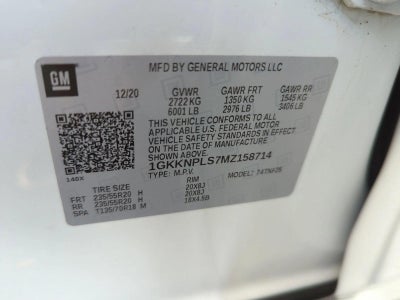 GM
MFD BY GENERAL MOTORS LLC
12/20 GVWR GAWR FRT GAWR RR
2722 KG 1350 KG 1545 KG
6001 LB 2976 LB 3406 LB
THIS VEHICLE CONFORMS TO ALL
APPLICABLE U.S. FEDERAL MOTOR
VEHICLE SAFETY STANDARDS IN EFFECT
ON THE DATE OF MANUFACTURE
SHOWN ABOVE.
1GKKNPLS7MZ158714
TYPE: M.P.V. MODEL:
140X
TIRE SIZE RIM
FRT 235/55R20 H 20X8J
RR 235/55R20 H 20X8J
SPA T135/70R18 M 18X4.5B